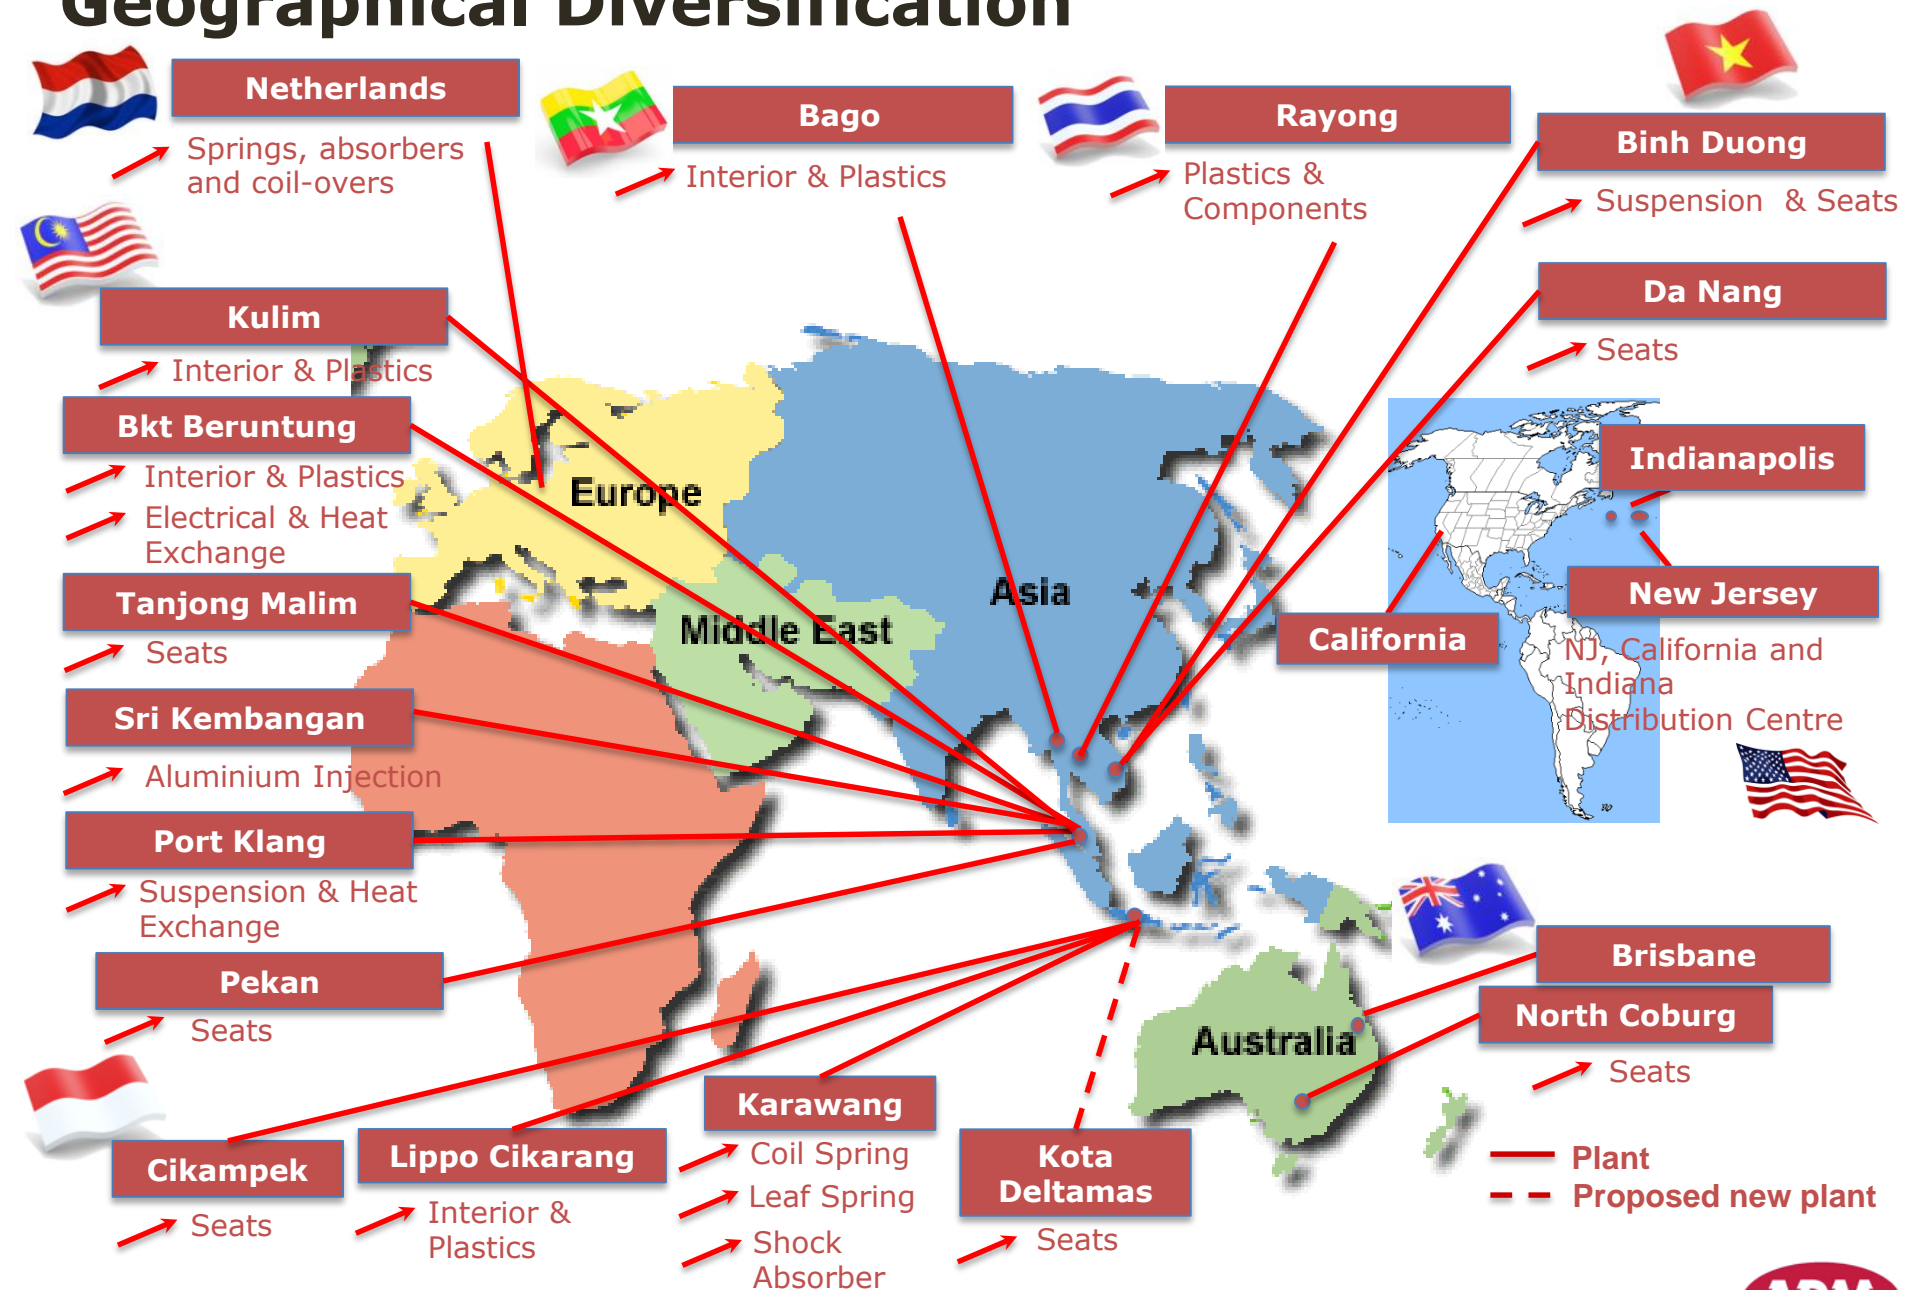 Geographical Diversification
Netherlands
Springs, absorbers
and coil-overs
Bago
Interior & Plastics
Rayong
Plastics &
Components
Binh Duong
Suspension & Seats
Kulim
Interior & Plastics
Da Nang
Seats
Bkt Beruntung
Interior & Plastics
Electrical & Heat
Exchange
Tanjong Malim
Seats
Sri Kembangan
Aluminium Injection
Port Klang
Suspension & Heat
Exchange
Pekan
Seats
Europe
Middle East
Asia
Australia
Indianapolis
New Jersey
California
NJ, California and
Indiana
Distribution Centre
Brisbane
North Coburg
Seats
Cikampek
Seats
Lippo Cikarang
Interior &
Plastics
Karawang
Coil Spring
Leaf Spring
Shock
Absorber
Kota
Deltamas
Seats
Plant
Proposed new plant